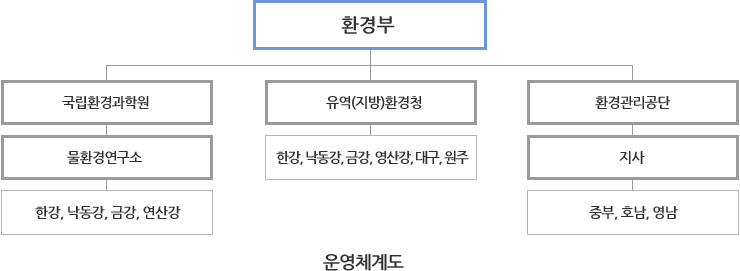 환경부
국립환경과학원
유역(지방)환경청
환경관리공단
물환경연구소
한강, 낙동강, 금강, 영산강, 대구, 원주
지사
한강, 낙동강, 금강, 연산강
중부, 호남, 영남
운영체계도